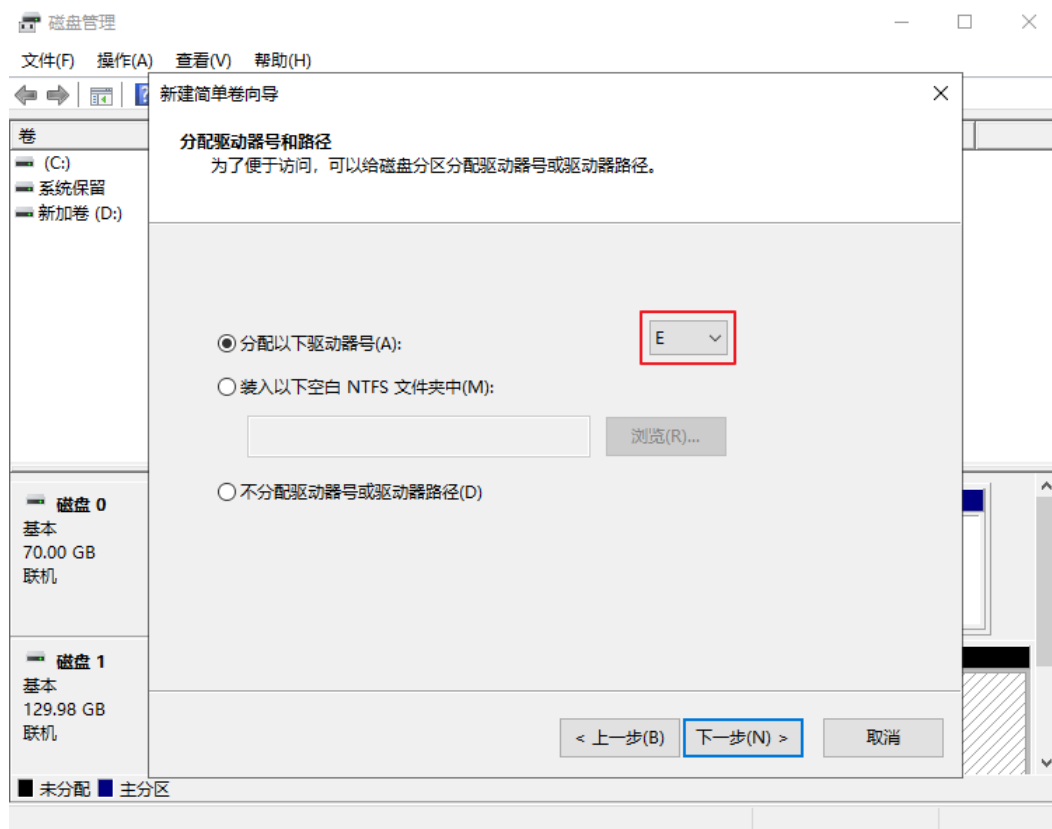 磁盘管理
文件(F) 操作(A) 查看(V) 帮助(H)
新建简单卷向导
分配驱动器号和路径
为了便于访问，可以给磁盘分区分配驱动器号或驱动器路径。
卷
(C:)
系统保留
新加卷 (D:)
分配以下驱动器号(A):
E
装入以下空白 NTFS 文件夹中(M):
浏览(R)...
不分配驱动器号或驱动器路径(D)
磁盘 0
基本
70.00 GB
联机
磁盘 1
基本
129.98 GB
联机
< 上一步(B) 下一步(N) > 取消
未分配 主分区